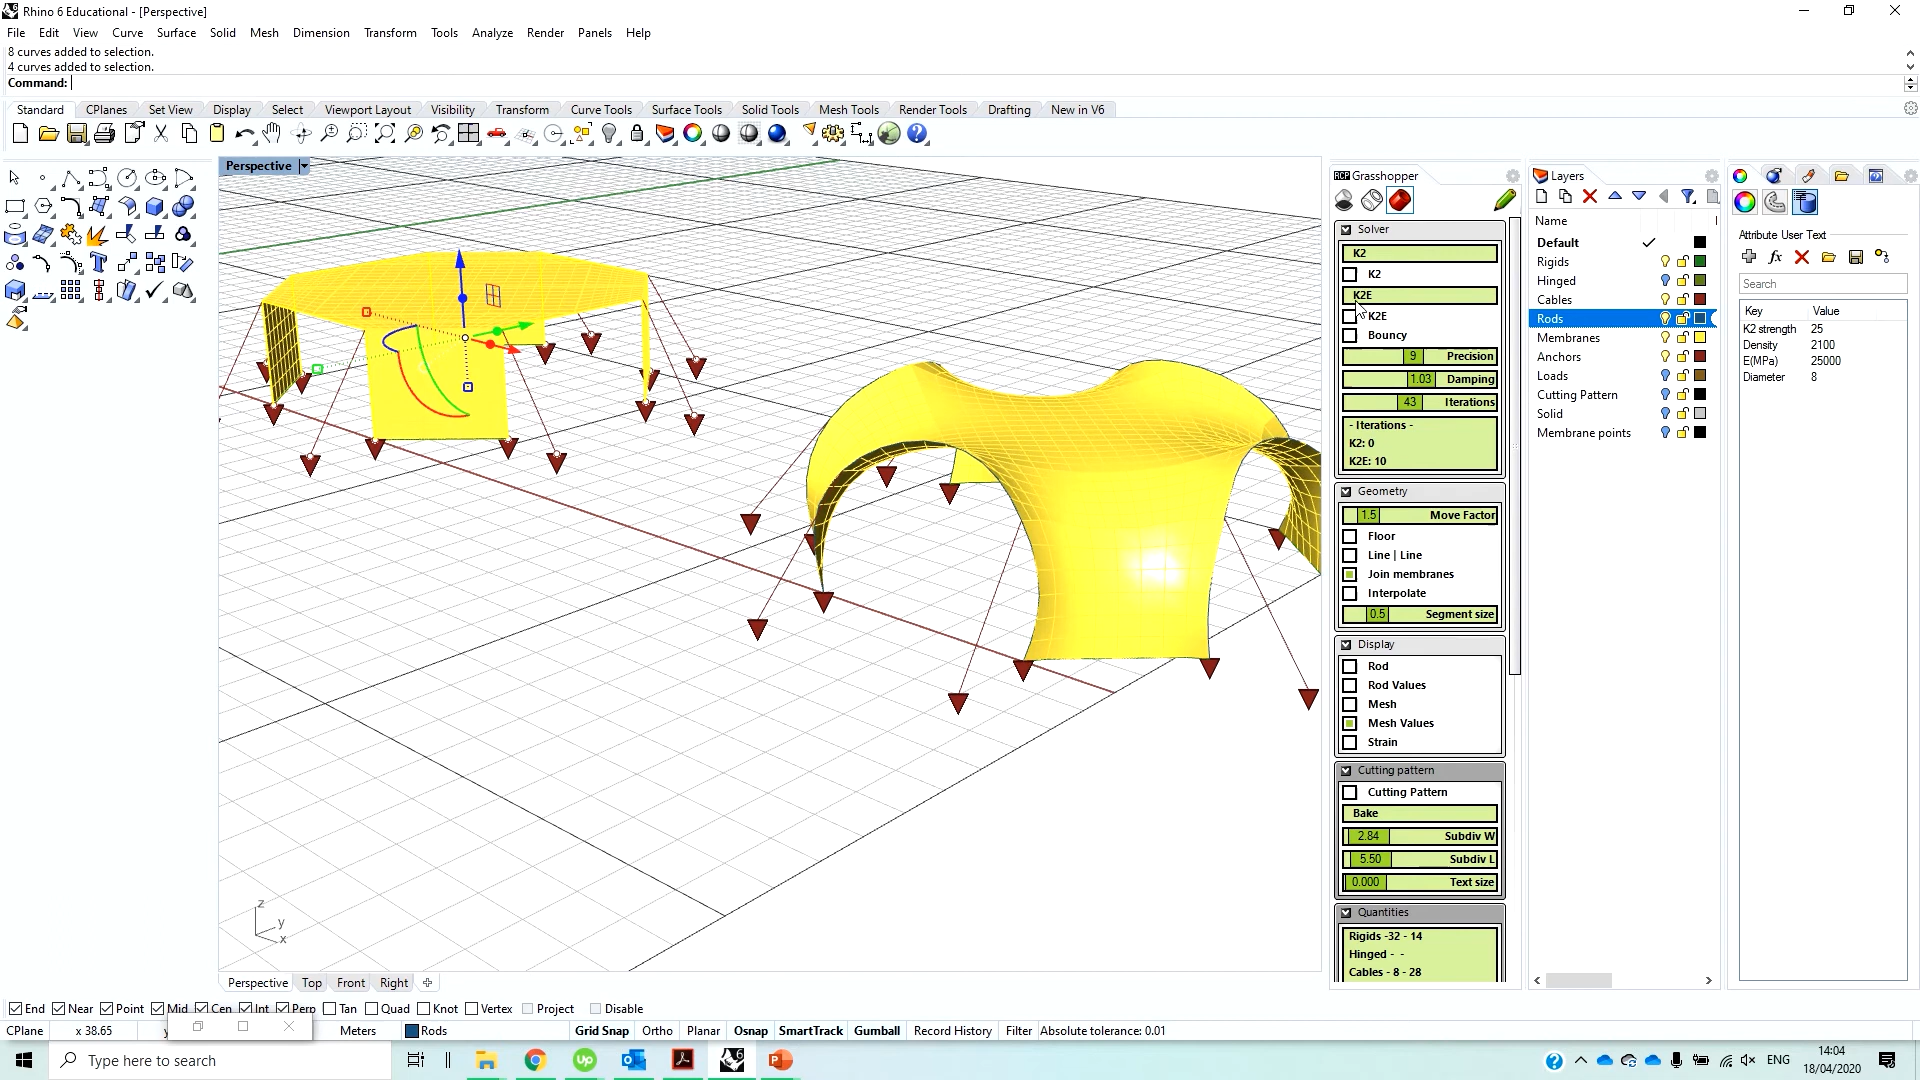 Rhino 6 Educational - [Perspective]
File Edit View Curve Surface Solid Mesh Dimension Transform Tools Analyze Render Panels Help
8 curves added to selection.
4 curves added to selection.
Command:
Standard CPlanes Set View Display Select Viewport Layout Visibility Transform Curve Tools Surface Tools Solid Tools Mesh Tools Render Tools Drafting New in V6
Perspective
z
y
x
RCP Grasshopper
Solver
K2
K2
K2E
K2E
Bouncy
9 Precision
1.03 Damping
43 Iterations
- Iterations -
K2: 0
K2E: 10
Geometry
1.5 Move Factor
Floor
Line | Line
Join membranes
Interpolate
0.5 Segment size
Display
Rod
Rod Values
Mesh
Mesh Values
Strain
Cutting pattern
Cutting Pattern
Bake
2.84 Subdiv W
5.50 Subdiv L
0.000 Text size
Quantities
Rigids -32 - 14
Hinged - -
Cables - 8 - 28
Layers
Name
Default
Rigids
Hinged
Cables
Rods
Membranes
Anchors
Loads
Cutting Pattern
Solid
Membrane points
Attribute User Text
fx
Search
Key Value
K2 strength 25
Density 2100
E(MPa) 25000
Diameter 8
Perspective Top Front Right
End Near Point Mid Cen Int Perp Tan Quad Knot Vertex Project Disable
CPlane x 38.65 Meters Rods Grid Snap Ortho Planar Osnap SmartTrack Gumball Record History Filter Absolute tolerance: 0.01
Type here to search
Up
6
ENG
14:04
18/04/2020